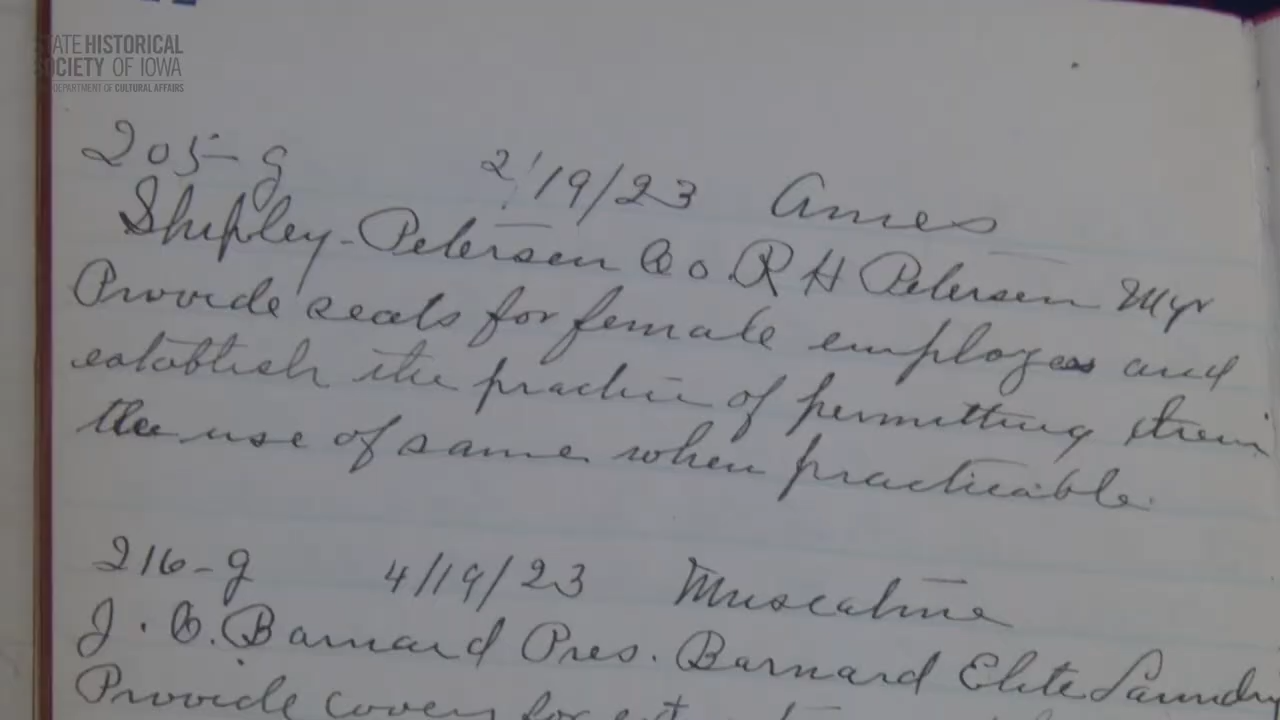 STATE HISTORICAL
SOCIETY OF IOWA
DEPARTMENT OF CULTURAL AFFAIRS
205-g 2/19/23 Ames
Shipley-Petersen Co. R H Petersen Mgr
Provide seats for female employees and
establish the practice of permitting them
the use of same when practicable.
216-g 4/19/23 Muscatine
J. C. Barnard Pres. Barnard Elite Laundry
Provide covers for